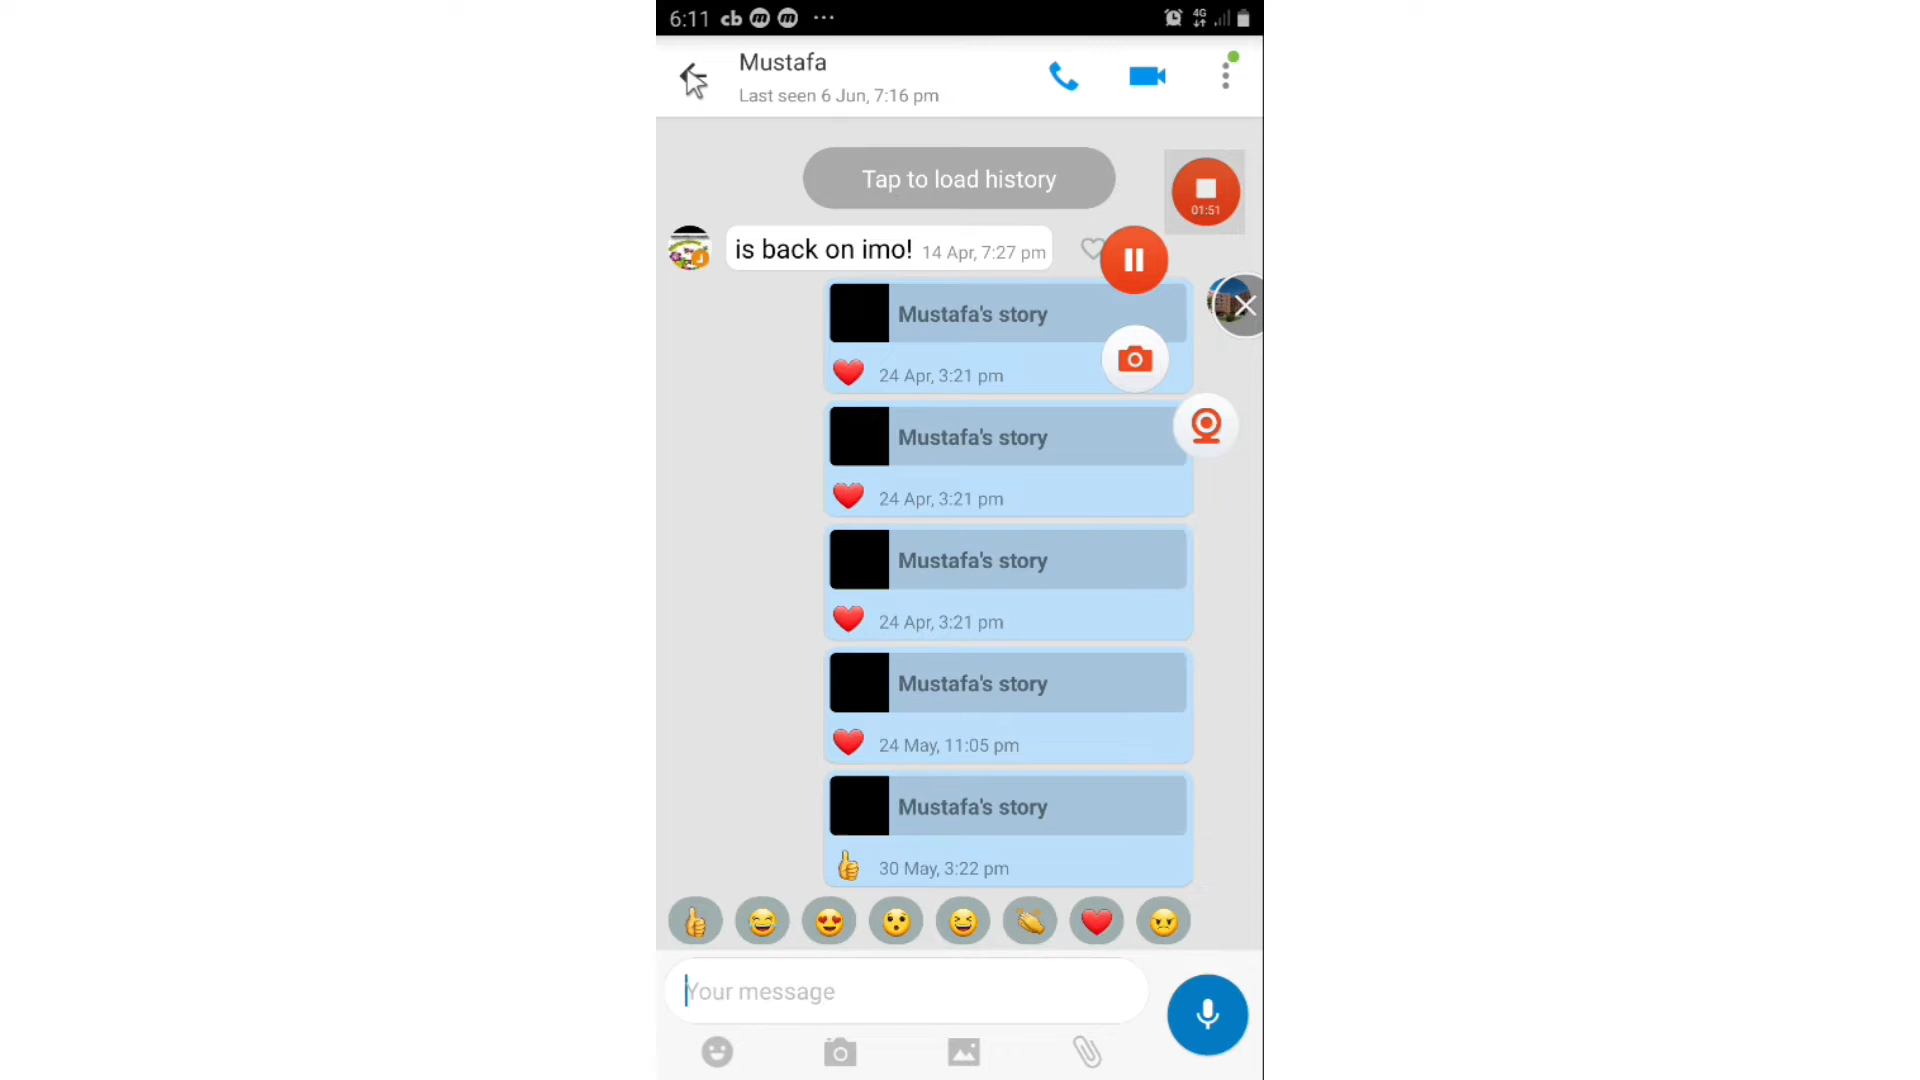 6:11 cb m m ... 4G
Mustafa
Last seen 6 Jun, 7:16 pm
Tap to load history
01:51
is back on imo! 14 Apr, 7:27 pm
Mustafa's story
24 Apr, 3:21 pm
Mustafa's story
24 Apr, 3:21 pm
Mustafa's story
24 Apr, 3:21 pm
Mustafa's story
24 May, 11:05 pm
Mustafa's story
30 May, 3:22 pm
Your message